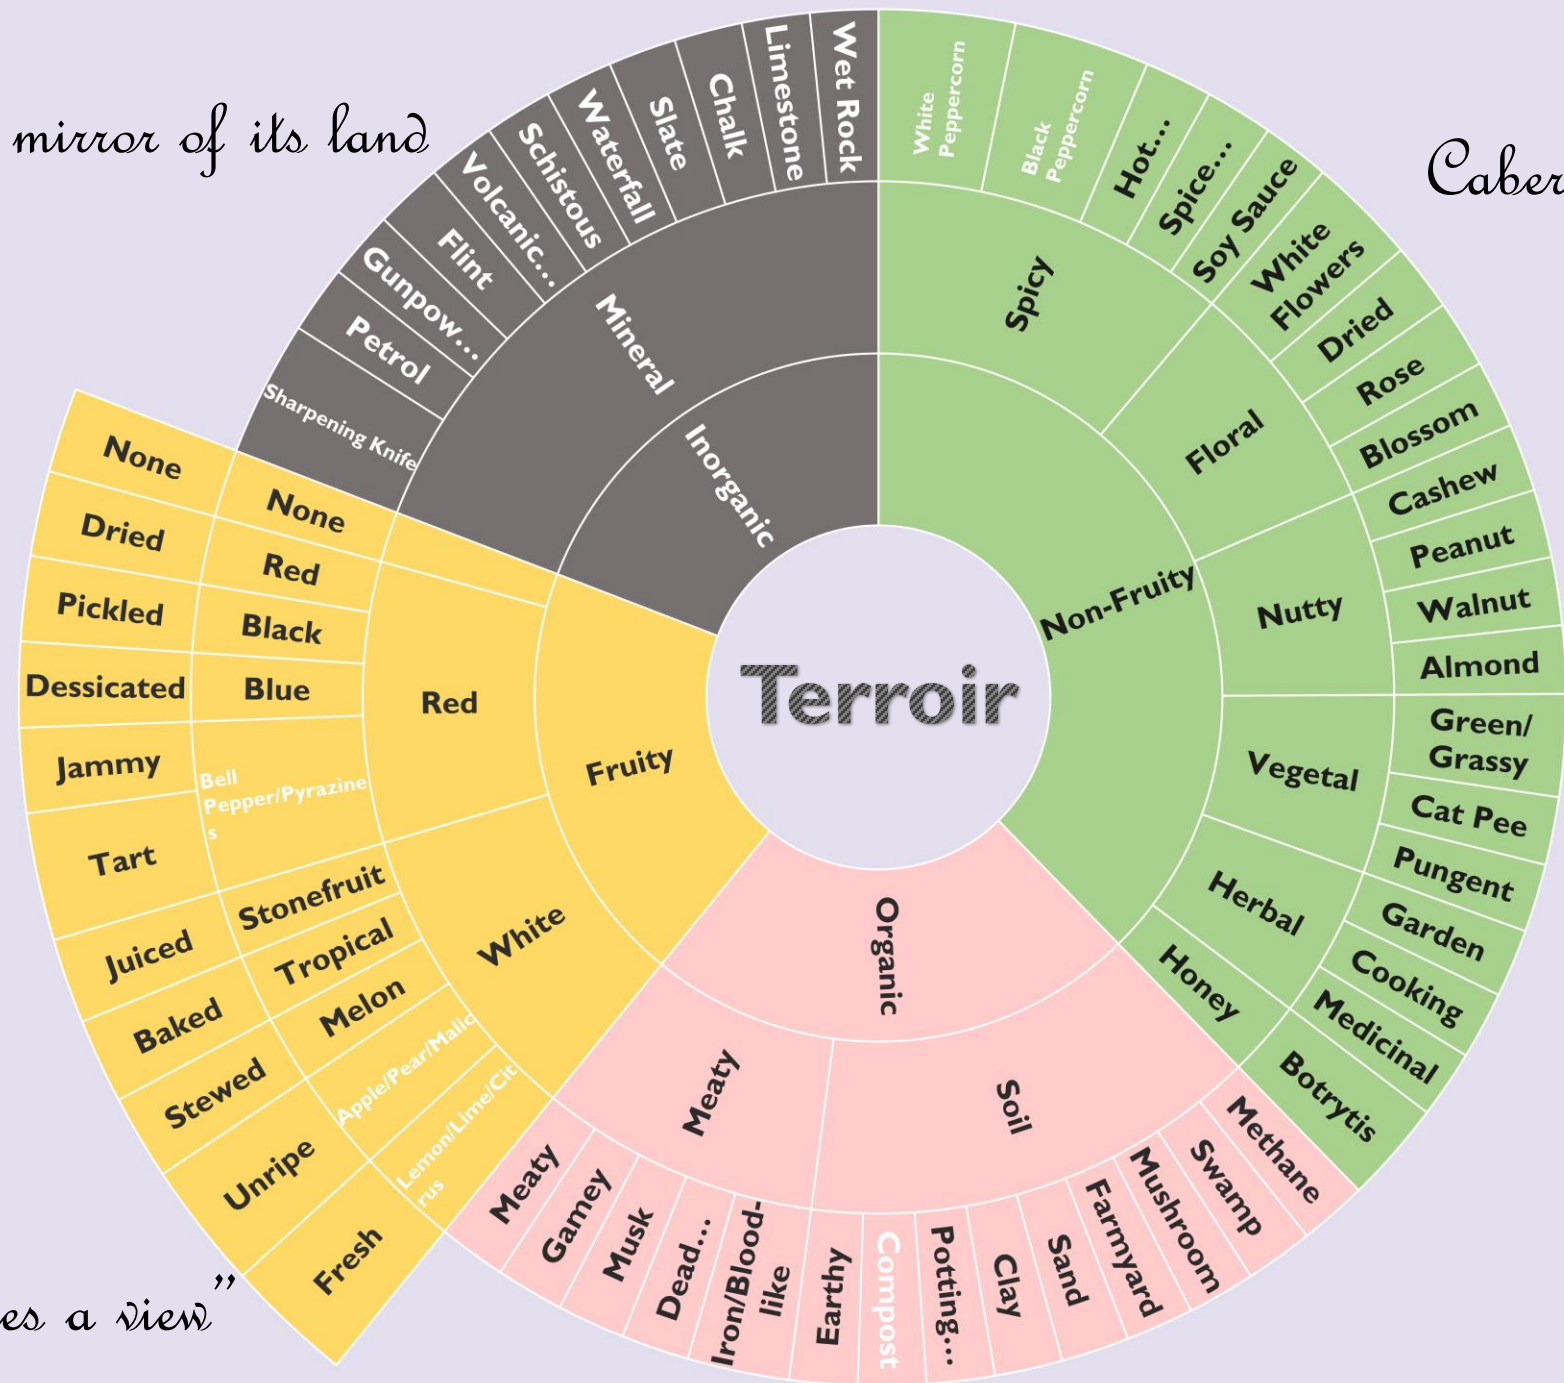 mirror of its land
Caber
es a view”
Terroir
Inorganic
Mineral
Sharpening Knife
Petrol
Gunpow...
Flint
Volcanic...
Schistous
Waterfall
Slate
Chalk
Limestone
Wet Rock
Non-Fruity
Spicy
White
Peppercorn
Black
Peppercorn
Hot...
Spice...
Soy Sauce
Floral
White
Flowers
Dried
Rose
Blossom
Nutty
Cashew
Peanut
Walnut
Almond
Vegetal
Green/
Grassy
Cat Pee
Pungent
Herbal
Garden
Cooking
Medicinal
Honey
Botrytis
Organic
Soil
Methane
Swamp
Mushroom
Farmyard
Sand
Clay
Potting...
Compost
Earthy
Meaty
Iron/Blood-
like
Dead...
Musk
Gamey
Meaty
Fruity
White
Lemon/Lime/Cit
rus
Apple/Pear/Malic
Melon
Tropical
Stonefruit
Red
Bell
Pepper/Pyrazine
s
Blue
Black
Red
None
Fresh
Unripe
Stewed
Baked
Juiced
Tart
Jammy
Dessicated
Pickled
Dried
None